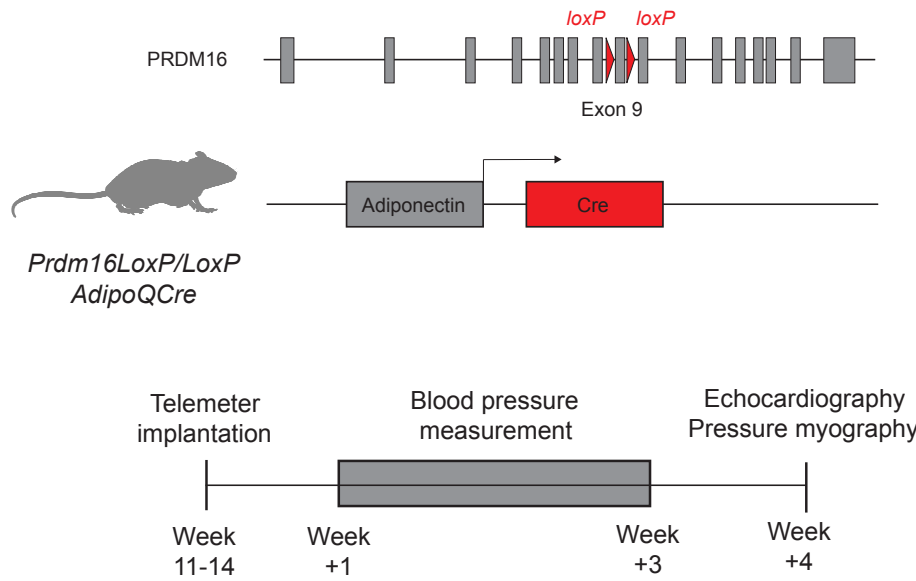 loxP loxP
PRDM16
Exon 9
Adiponectin Cre
Prdm16LoxP/LoxP
AdipoQCre
Telemeter
implantation
Blood pressure
measurement
Echocardiography
Pressure myography
Week
11-14
Week
+1
Week
+3
Week
+4